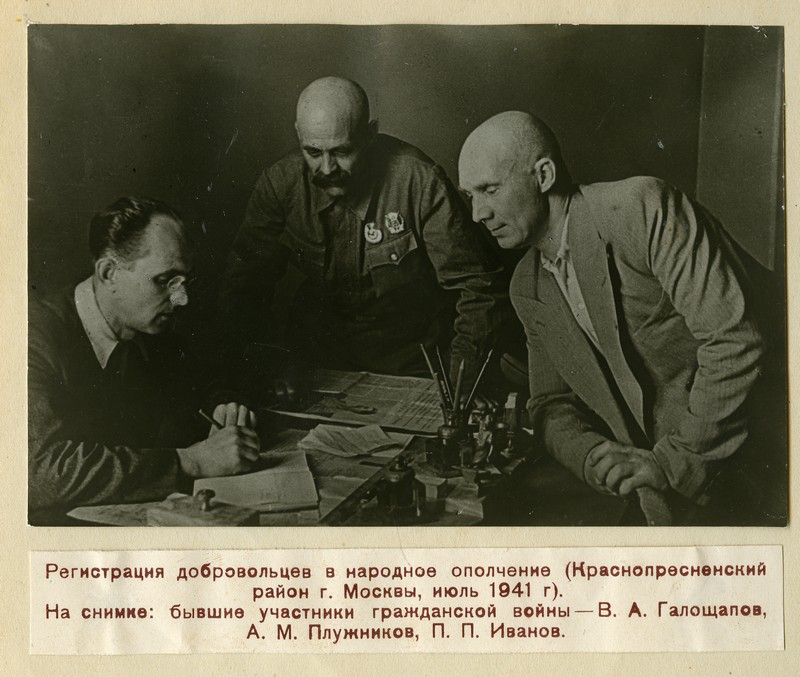 Регистрация добровольцев в народное ополчение (Краснопресненский
район г. Москвы, июль 1941 г).
На снимке: бывшие участники гражданской войны — В. А. Галощапов,
А. М. Плужников, П. П. Иванов.